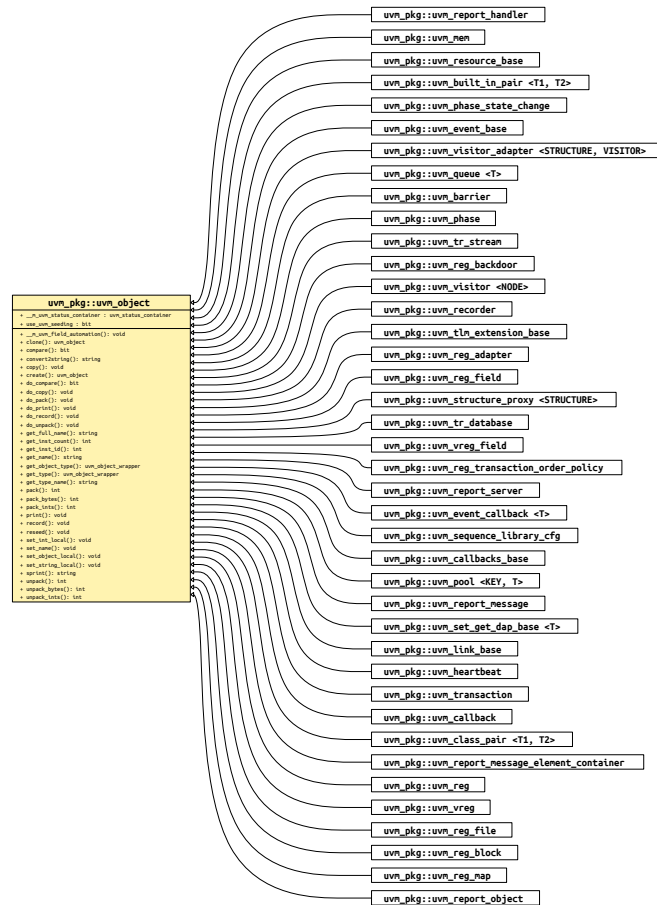 uvm_pkg::uvm_report_handler
uvm_pkg::uvm_mem
uvm_pkg::uvm_resource_base
uvm_pkg::uvm_built_in_pair <T1, T2>
uvm_pkg::uvm_phase_state_change
uvm_pkg::uvm_event_base
uvm_pkg::uvm_visitor_adapter <STRUCTURE, VISITOR>
uvm_pkg::uvm_queue <T>
uvm_pkg::uvm_barrier
uvm_pkg::uvm_phase
uvm_pkg::uvm_tr_stream
uvm_pkg::uvm_reg_backdoor
uvm_pkg::uvm_visitor <NODE>
uvm_pkg::uvm_recorder
uvm_pkg::uvm_tlm_extension_base
uvm_pkg::uvm_reg_adapter
uvm_pkg::uvm_reg_field
uvm_pkg::uvm_structure_proxy <STRUCTURE>
uvm_pkg::uvm_tr_database
uvm_pkg::uvm_vreg_field
uvm_pkg::uvm_reg_transaction_order_policy
uvm_pkg::uvm_report_server
uvm_pkg::uvm_event_callback <T>
uvm_pkg::uvm_sequence_library_cfg
uvm_pkg::uvm_callbacks_base
uvm_pkg::uvm_pool <KEY, T>
uvm_pkg::uvm_report_message
uvm_pkg::uvm_set_get_dap_base <T>
uvm_pkg::uvm_link_base
uvm_pkg::uvm_heartbeat
uvm_pkg::uvm_transaction
uvm_pkg::uvm_callback
uvm_pkg::uvm_class_pair <T1, T2>
uvm_pkg::uvm_report_message_element_container
uvm_pkg::uvm_reg
uvm_pkg::uvm_vreg
uvm_pkg::uvm_reg_file
uvm_pkg::uvm_reg_block
uvm_pkg::uvm_reg_map
uvm_pkg::uvm_report_object
uvm_pkg::uvm_object
+ __m_uvm_status_container : uvm_status_container
+ use_uvm_seeding : bit
+ __m_uvm_field_automation(): void
+ clone(): uvm_object
+ compare(): bit
+ convert2string(): string
+ copy(): void
+ create(): uvm_object
+ do_compare(): bit
+ do_copy(): void
+ do_pack(): void
+ do_print(): void
+ do_record(): void
+ do_unpack(): void
+ get_full_name(): string
+ get_inst_count(): int
+ get_inst_id(): int
+ get_name(): string
+ get_object_type(): uvm_object_wrapper
+ get_type(): uvm_object_wrapper
+ get_type_name(): string
+ pack(): int
+ pack_bytes(): int
+ pack_ints(): int
+ print(): void
+ record(): void
+ reseed(): void
+ set_int_local(): void
+ set_name(): void
+ set_object_local(): void
+ set_string_local(): void
+ sprint(): string
+ unpack(): int
+ unpack_bytes(): int
+ unpack_ints(): int